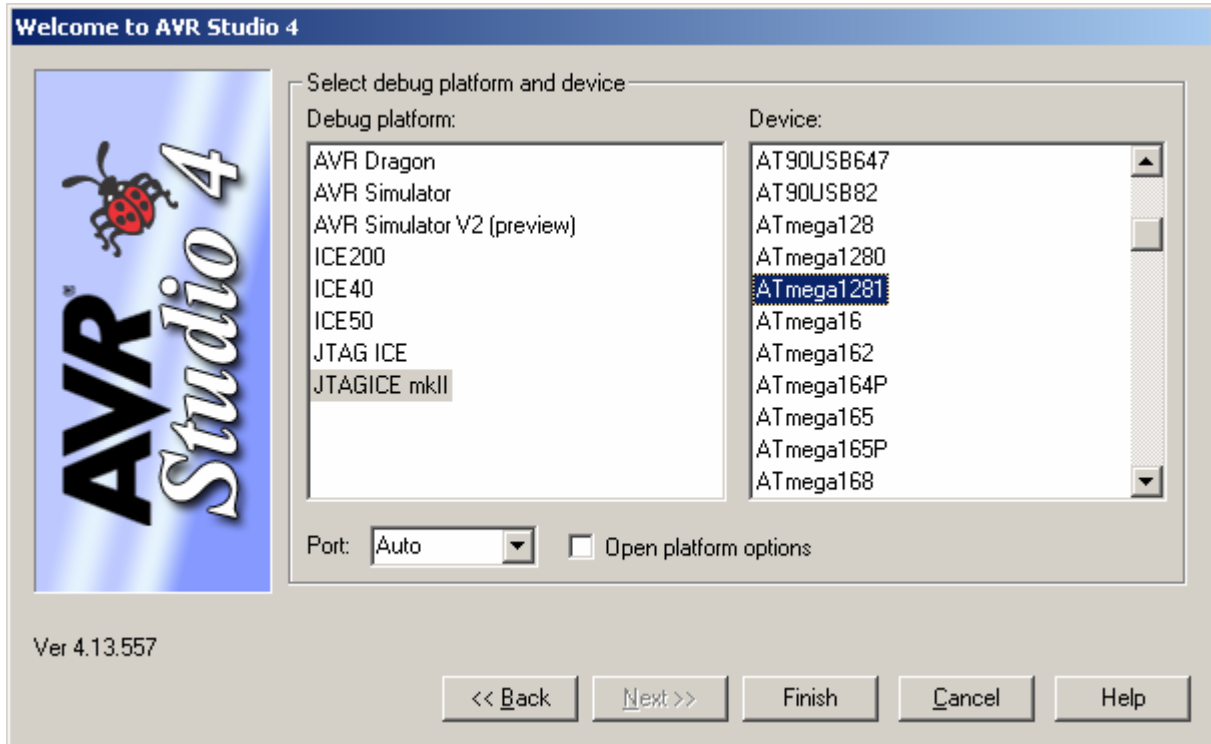 Welcome to AVR Studio 4
AVR® Studio 4
Select debug platform and device
Debug platform:
AVR Dragon
AVR Simulator
AVR Simulator V2 (preview)
ICE200
ICE40
ICE50
JTAG ICE
JTAGICE mkII
Device:
AT90USB647
AT90USB82
ATmega128
ATmega1280
ATmega1281
ATmega16
ATmega162
ATmega164P
ATmega165
ATmega165P
ATmega168
Port: Auto Open platform options
Ver 4.13.557
<< Back Next >> Finish Cancel Help